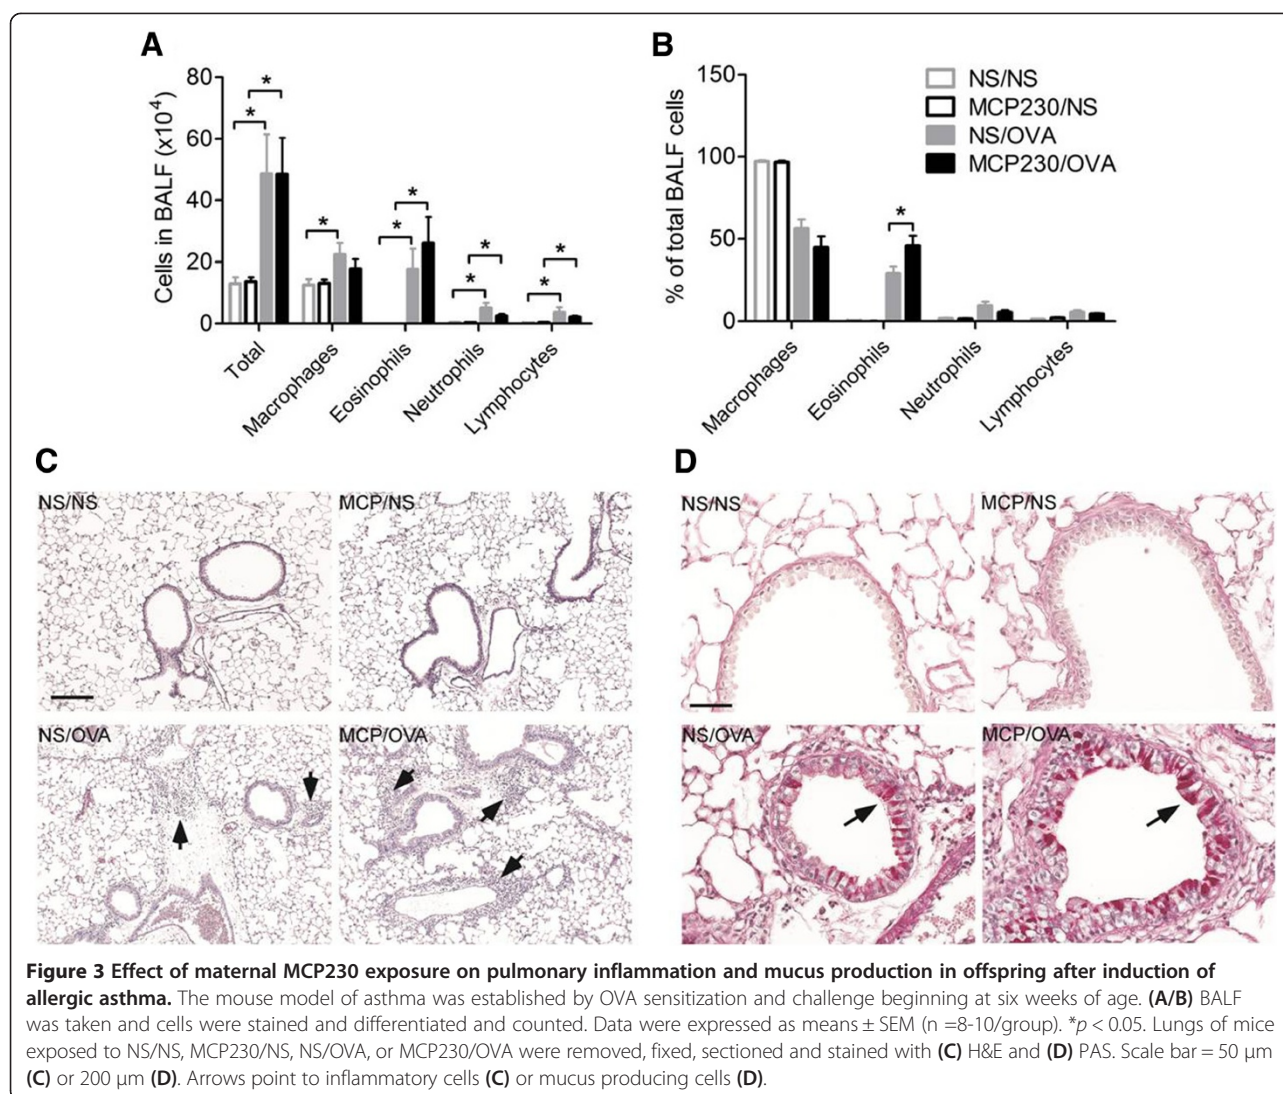 A
Cells in BALF (x10⁴)
80
60
40
20
0
* * * * * * * * *
Total
Macrophages
Eosinophils
Neutrophils
Lymphocytes
B
% of total BALF cells
150
100
50
0
*
Macrophages
Eosinophils
Neutrophils
Lymphocytes
NS/NS
MCP230/NS
NS/OVA
MCP230/OVA
C
NS/NS
MCP/NS
NS/OVA
MCP/OVA
D
NS/NS
MCP/NS
NS/OVA
MCP/OVA
Figure 3 Effect of maternal MCP230 exposure on pulmonary inflammation and mucus production in offspring after induction of
allergic asthma. The mouse model of asthma was established by OVA sensitization and challenge beginning at six weeks of age. (A/B) BALF
was taken and cells were stained and differentiated and counted. Data were expressed as means ± SEM (n =8-10/group). *p < 0.05. Lungs of mice
exposed to NS/NS, MCP230/NS, NS/OVA, or MCP230/OVA were removed, fixed, sectioned and stained with (C) H&E and (D) PAS. Scale bar = 50 μm
(C) or 200 μm (D). Arrows point to inflammatory cells (C) or mucus producing cells (D).